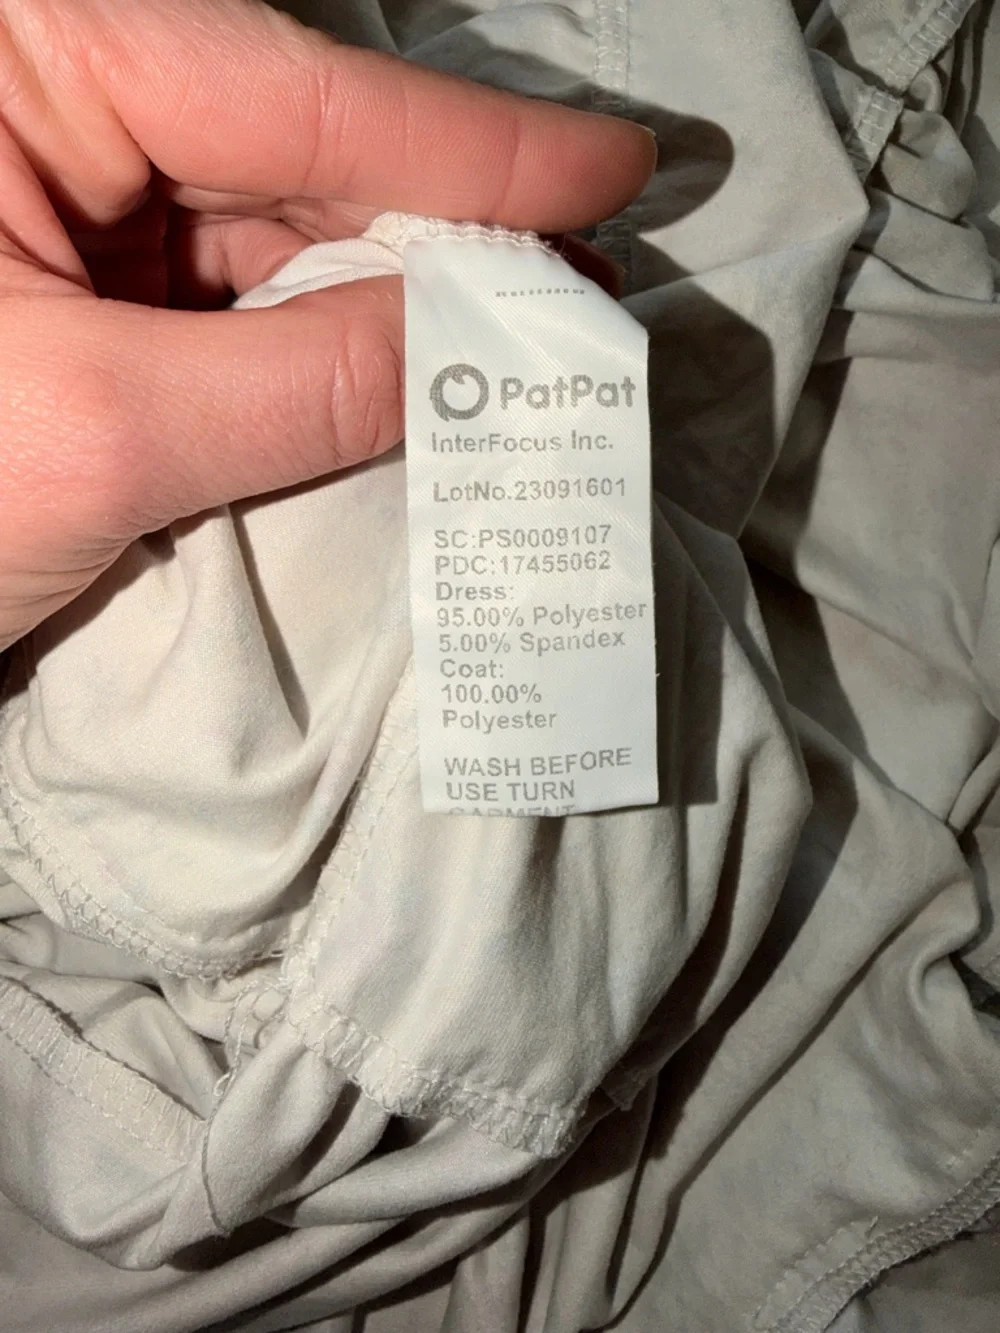 PatPat
InterFocus Inc.
LotNo.23091601
SC:PS0009107
PDC:17455062
Dress:
95.00% Polyester
5.00% Spandex
Coat:
100.00%
Polyester
WASH BEFORE
USE TURN
GARMENT